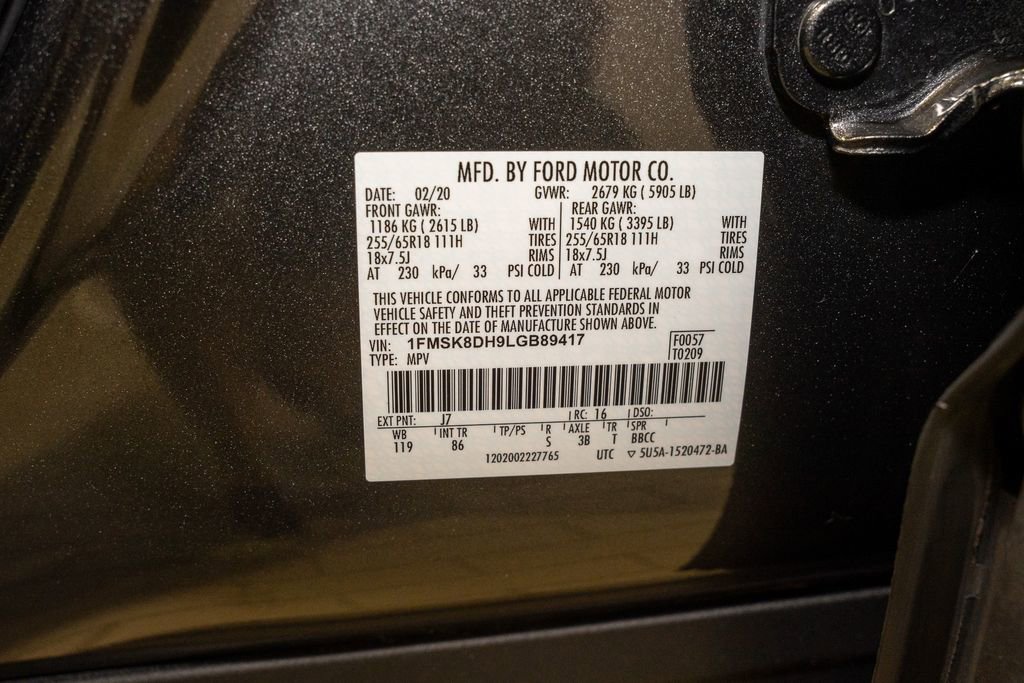 MFD. BY FORD MOTOR CO.
DATE: 02/20 GVWR: 2679 KG ( 5905 LB)
FRONT GAWR: REAR GAWR:
1186 KG ( 2615 LB) WITH 1540 KG ( 3395 LB) WITH
255/65R18 111H TIRES 255/65R18 111H TIRES
18x7.5J RIMS 18x7.5J RIMS
AT 230 kPa/ 33 PSI COLD AT 230 kPa/ 33 PSI COLD
THIS VEHICLE CONFORMS TO ALL APPLICABLE FEDERAL MOTOR
VEHICLE SAFETY AND THEFT PREVENTION STANDARDS IN
EFFECT ON THE DATE OF MANUFACTURE SHOWN ABOVE.
VIN: 1FMSK8DH9LGB89417 F0057
TYPE: MPV T0209
EXT PNT: J7 RC: 16 DSO:
WB INT TR TP/PS R AXLE TR SPR
119 86 S 3B T BBCC
1202002227765 UTC ▽ 5U5A-1520472-BA